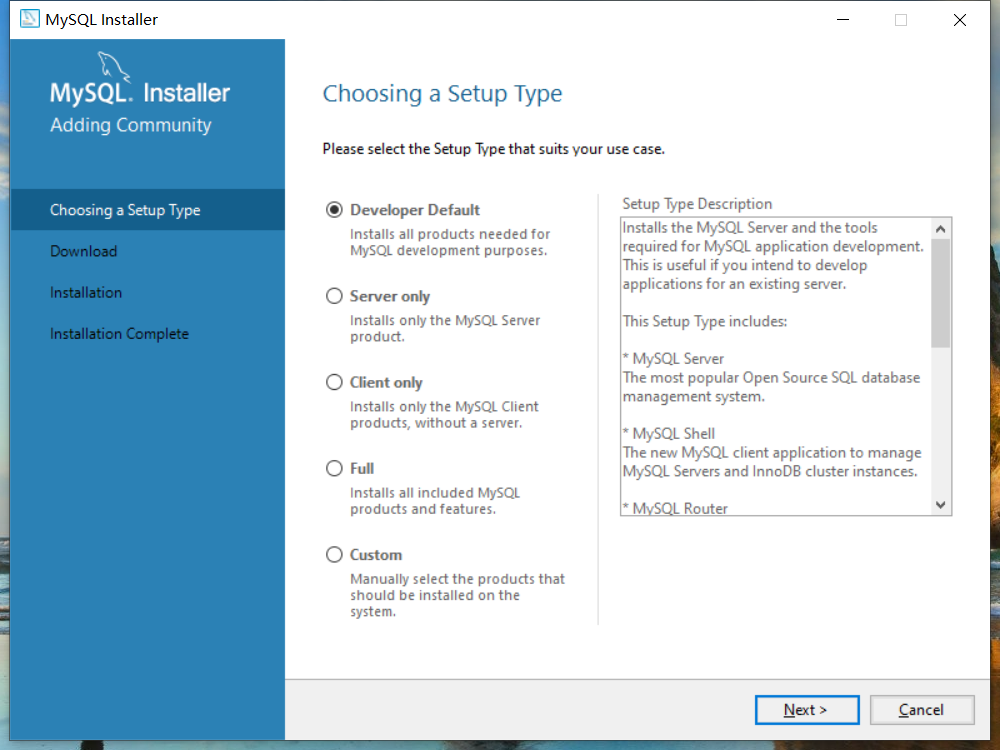 MySQL Installer
MySQL. Installer
Adding Community
Choosing a Setup Type
Download
Installation
Installation Complete
Choosing a Setup Type
Please select the Setup Type that suits your use case.
Developer Default
Installs all products needed for
MySQL development purposes.
Server only
Installs only the MySQL Server
product.
Client only
Installs only the MySQL Client
products, without a server.
Full
Installs all included MySQL
products and features.
Custom
Manually select the products that
should be installed on the
system.
Setup Type Description
Installs the MySQL Server and the tools
required for MySQL application development.
This is useful if you intend to develop
applications for an existing server.
This Setup Type includes:
* MySQL Server
The most popular Open Source SQL database
management system.
* MySQL Shell
The new MySQL client application to manage
MySQL Servers and InnoDB cluster instances.
* MySQL Router
Next >
Cancel